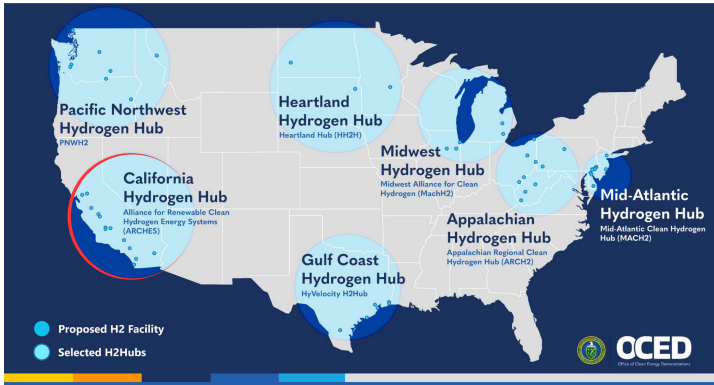 Pacific Northwest
Hydrogen Hub
PNWH2
Heartland
Hydrogen Hub
Heartland Hub (HH2H)
Midwest
Hydrogen Hub
Midwest Alliance for Clean
Hydrogen (MachH2)
California
Hydrogen Hub
Alliance for Renewable Clean
Hydrogen Energy Systems
(ARCHES)
Mid-Atlantic
Hydrogen Hub
Mid-Atlantic Clean Hydrogen
Hub (MACH2)
Appalachian
Hydrogen Hub
Appalachian Regional Clean
Hydrogen Hub (ARCH2)
Gulf Coast
Hydrogen Hub
HyVelocity H2Hub
Proposed H2 Facility
Selected H2Hubs
OCED
Office of Clean Energy Demonstrations